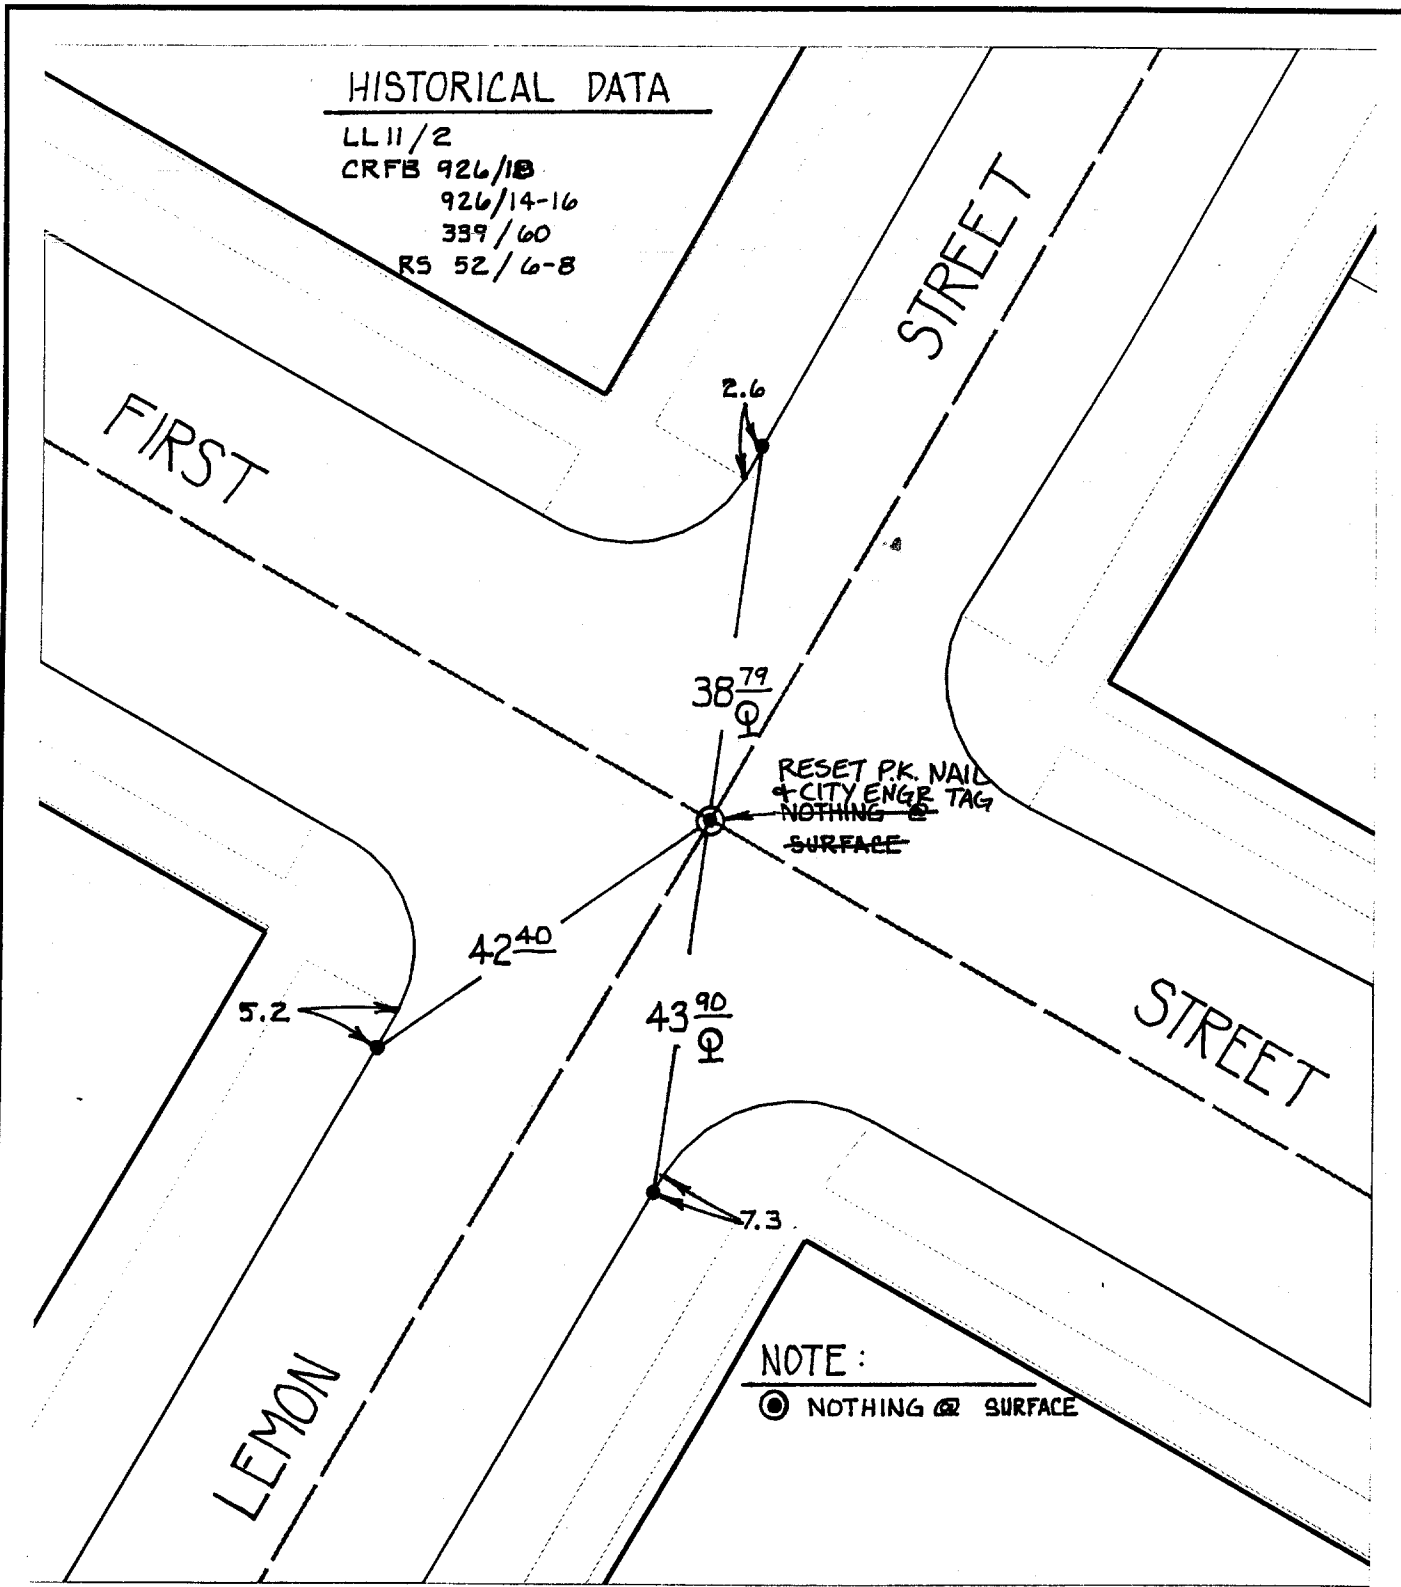 HISTORICAL DATA
LL 11/2
CRFB 926/18
926/14-16
339/60
RS 52/6-8
STREET
FIRST
2.6
38 79
RESET P.K. NAIL
& CITY ENGR TAG
NOTHING @
SURFACE
42 40
5.2
43 90
STREET
7.3
NOTE:
NOTHING @ SURFACE
LEMON